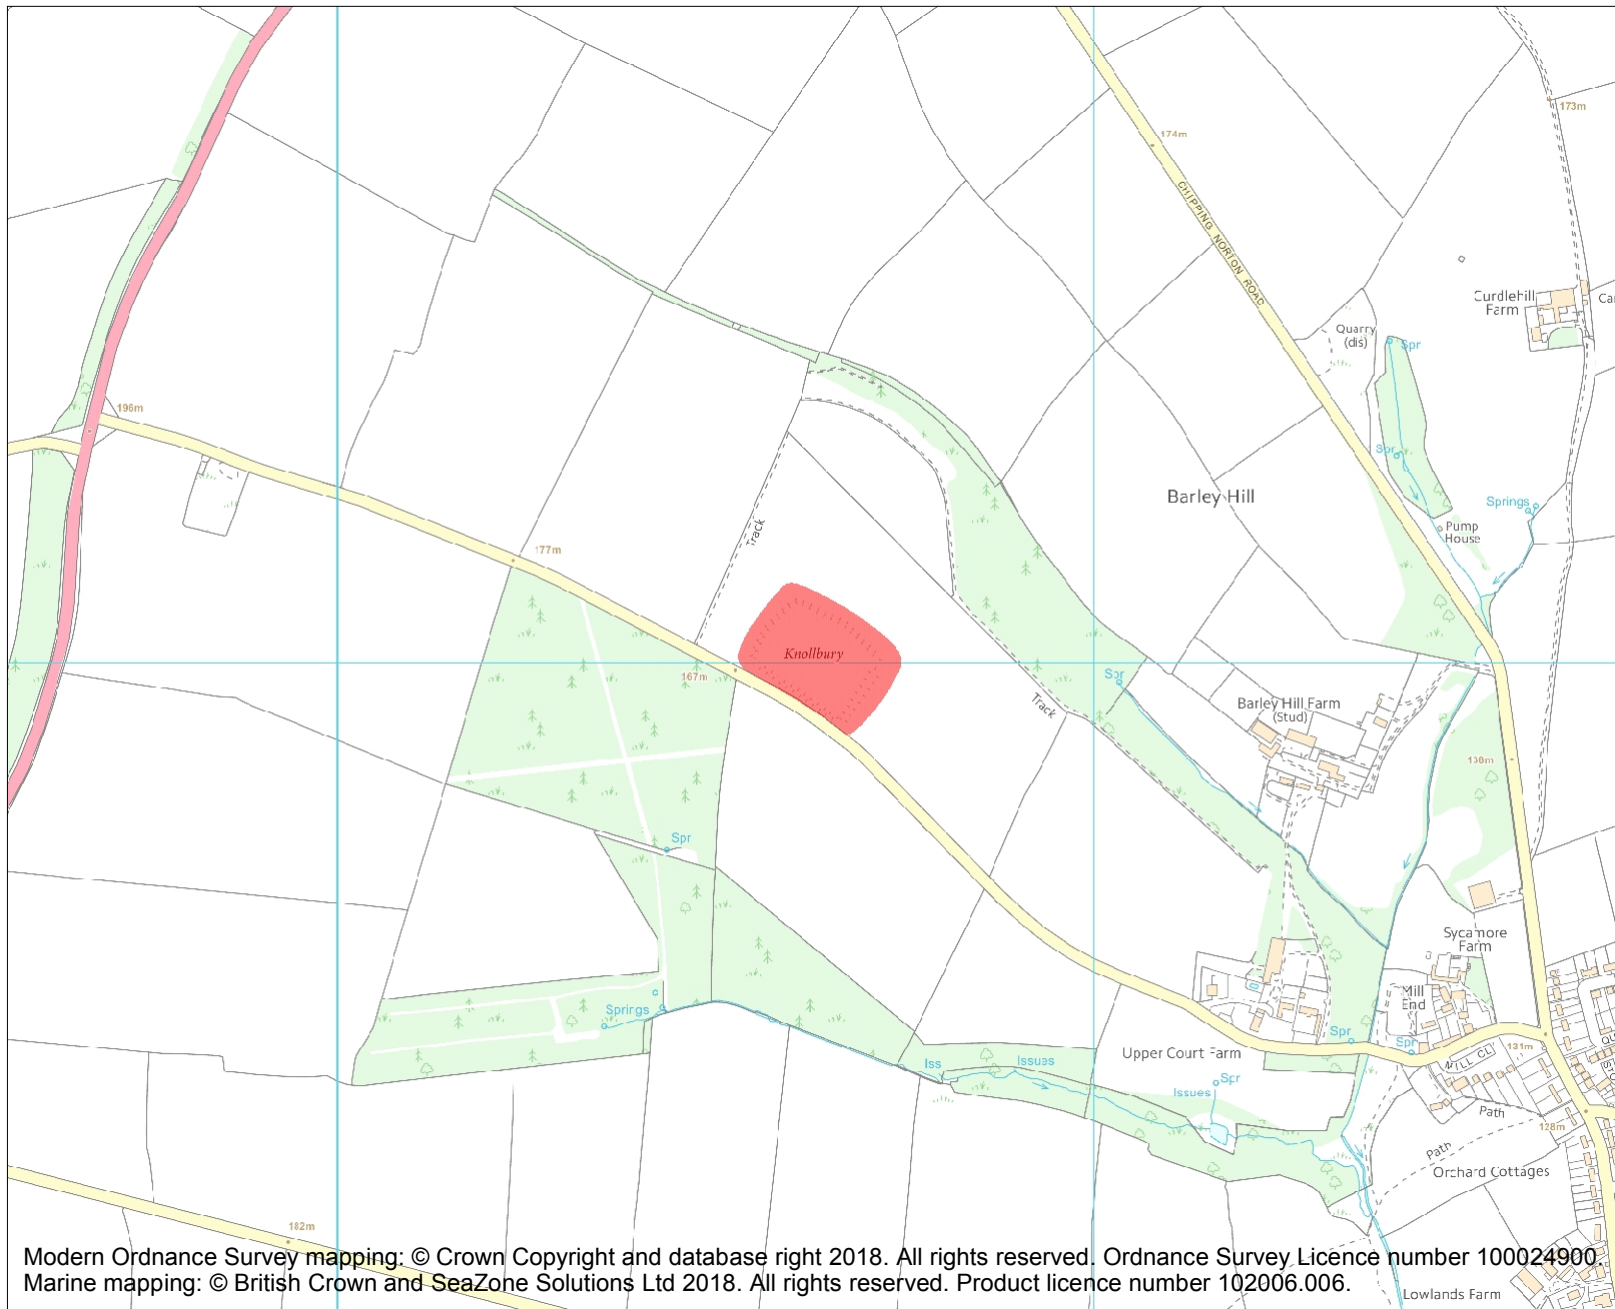 173m
174m
CHIPPING NORTON ROAD
Curdlehill
Farm
Quarry
(dis)
Spr
196m
Spr
Barley Hill
Springs
Pump
House
Track
177m
Knollbury
167m
Spr
Track
Barley Hill Farm
(Stud)
138m
Spr
Sycamore
Farm
Mill
End
Springs
Spr
Spr
131m
Iss
Issues
Upper Court Farm
MILL CL
Spr
Issues
Path
128m
Path
Orchard Cottages
182m
Modern Ordnance Survey mapping: © Crown Copyright and database right 2018. All rights reserved. Ordnance Survey Licence number 100024900.
Marine mapping: © British Crown and SeaZone Solutions Ltd 2018. All rights reserved. Product licence number 102006.006.
Lowlands Farm